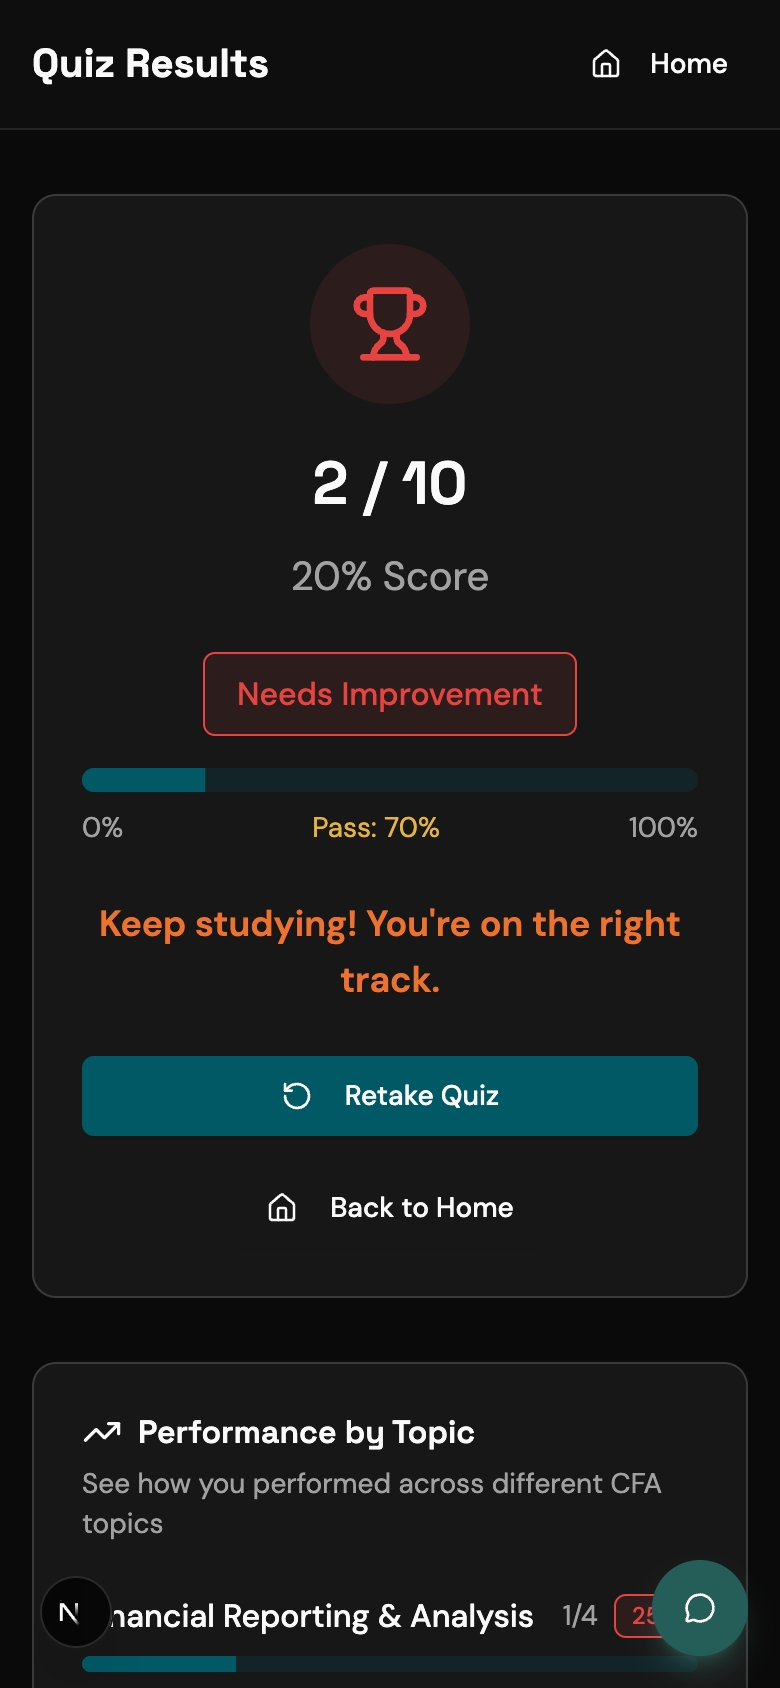 Quiz Results
Home
2 / 10
20% Score
Needs Improvement
0%
Pass: 70%
100%
Keep studying! You're on the right
track.
Retake Quiz
Back to Home
Performance by Topic
See how you performed across different CFA
topics
N
nancial Reporting & Analysis
1/4
25